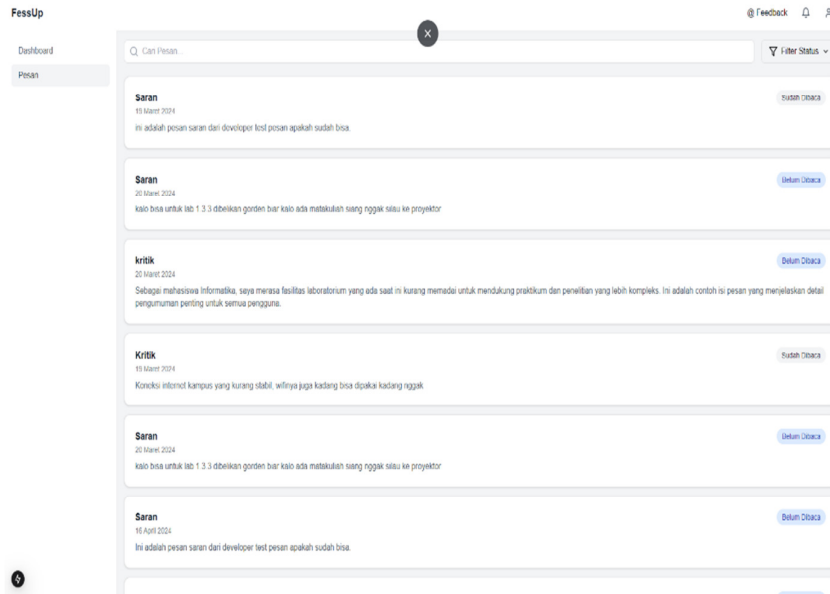 FessUp
@ Feedback
Dashboard
Pesan
X
Cari Pesan...
Filter Status
Saran
Sudah Dibaca
15 Maret 2024
ini adalah pesan saran dari developer test pesan apakah sudah bisa.
Saran
Belum Dibaca
20 Maret 2024
kalo bisa untuk lab 1.3.3 dibelikan gorden biar kalo ada matakuliah siang nggak silau ke proyektor
kritik
Belum Dibaca
20 Maret 2024
Sebagai mahasiswa Informatika, saya merasa fasilitas laboratorium yang ada saat ini kurang memadai untuk mendukung praktikum dan penelitian yang lebih kompleks. Ini adalah contoh isi pesan yang menjelaskan detail
pengumuman penting untuk semua pengguna.
Kritik
Sudah Dibaca
15 Maret 2024
Koneksi internet kampus yang kurang stabil, wifinya juga kadang bisa dipakai kadang nggak
Saran
Belum Dibaca
20 Maret 2024
kalo bisa untuk lab 1.3.3 dibelikan gorden biar kalo ada matakuliah siang nggak silau ke proyektor
Saran
Belum Dibaca
16 April 2024
Ini adalah pesan saran dari developer test pesan apakah sudah bisa.